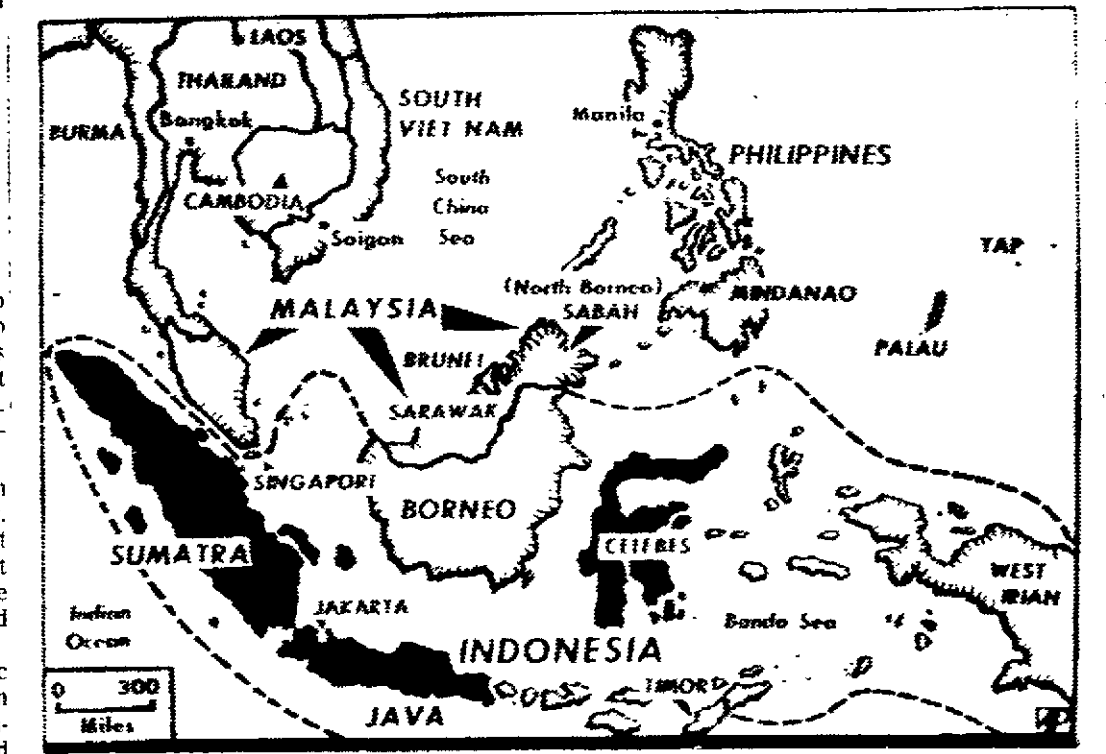 LAOS
THAILAND
BURMA
Bangkok
SOUTH
VIET NAM
Manila
PHILIPPINES
CAMBODIA
South
China
Sea
Saigon
YAP
(North Borneo)
SABAH
MINDANAO
MALAYSIA
PALAU
BRUNEI
SARAWAK
SINGAPORE
BORNEO
CELEBES
SUMATRA
WEST
IRIAN
JAKARTA
Indian
Ocean
Banda Sea
INDONESIA
TIMOR
0 300
Miles
JAVA